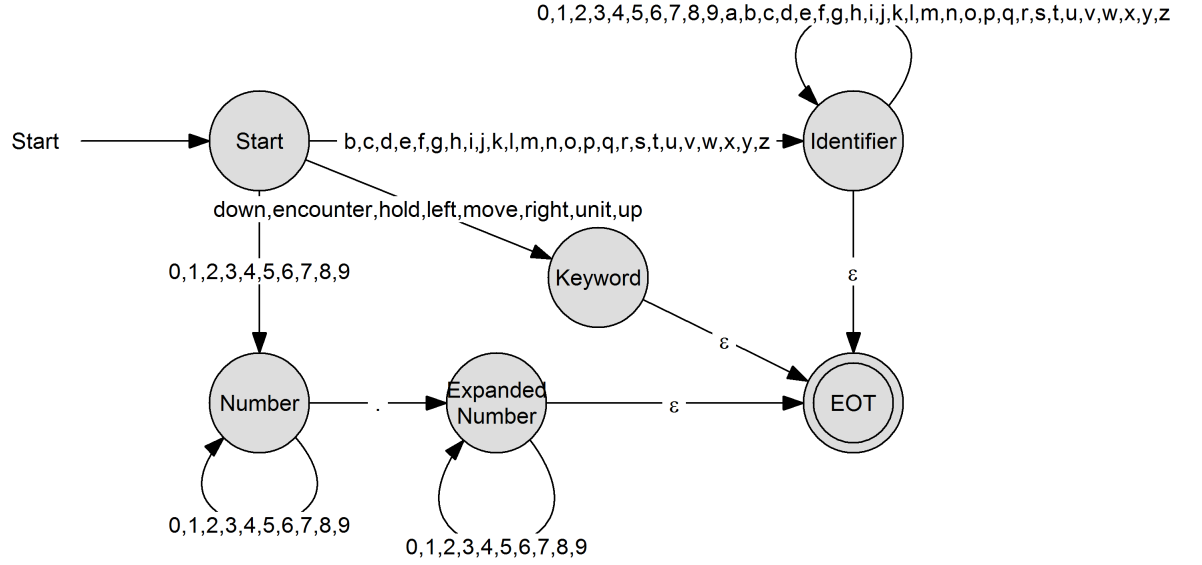 0,1,2,3,4,5,6,7,8,9,a,b,c,d,e,f,g,h,i,j,k,l,m,n,o,p,q,r,s,t,u,v,w,x,y,z
Start
Start
b,c,d,e,f,g,h,i,j,k,l,m,n,o,p,q,r,s,t,u,v,w,x,y,z
Identifier
down,encounter,hold,left,move,right,unit,up
0,1,2,3,4,5,6,7,8,9
Keyword
ε
ε
Number
.
Expanded
Number
ε
EOT
0,1,2,3,4,5,6,7,8,9
0,1,2,3,4,5,6,7,8,9